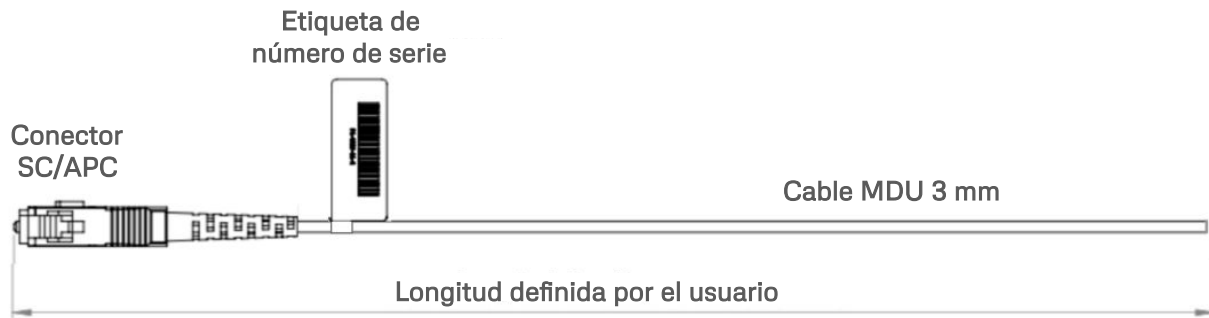 Etiqueta de
número de serie
Conector
SC/APC
Cable MDU 3 mm
Longitud definida por el usuario